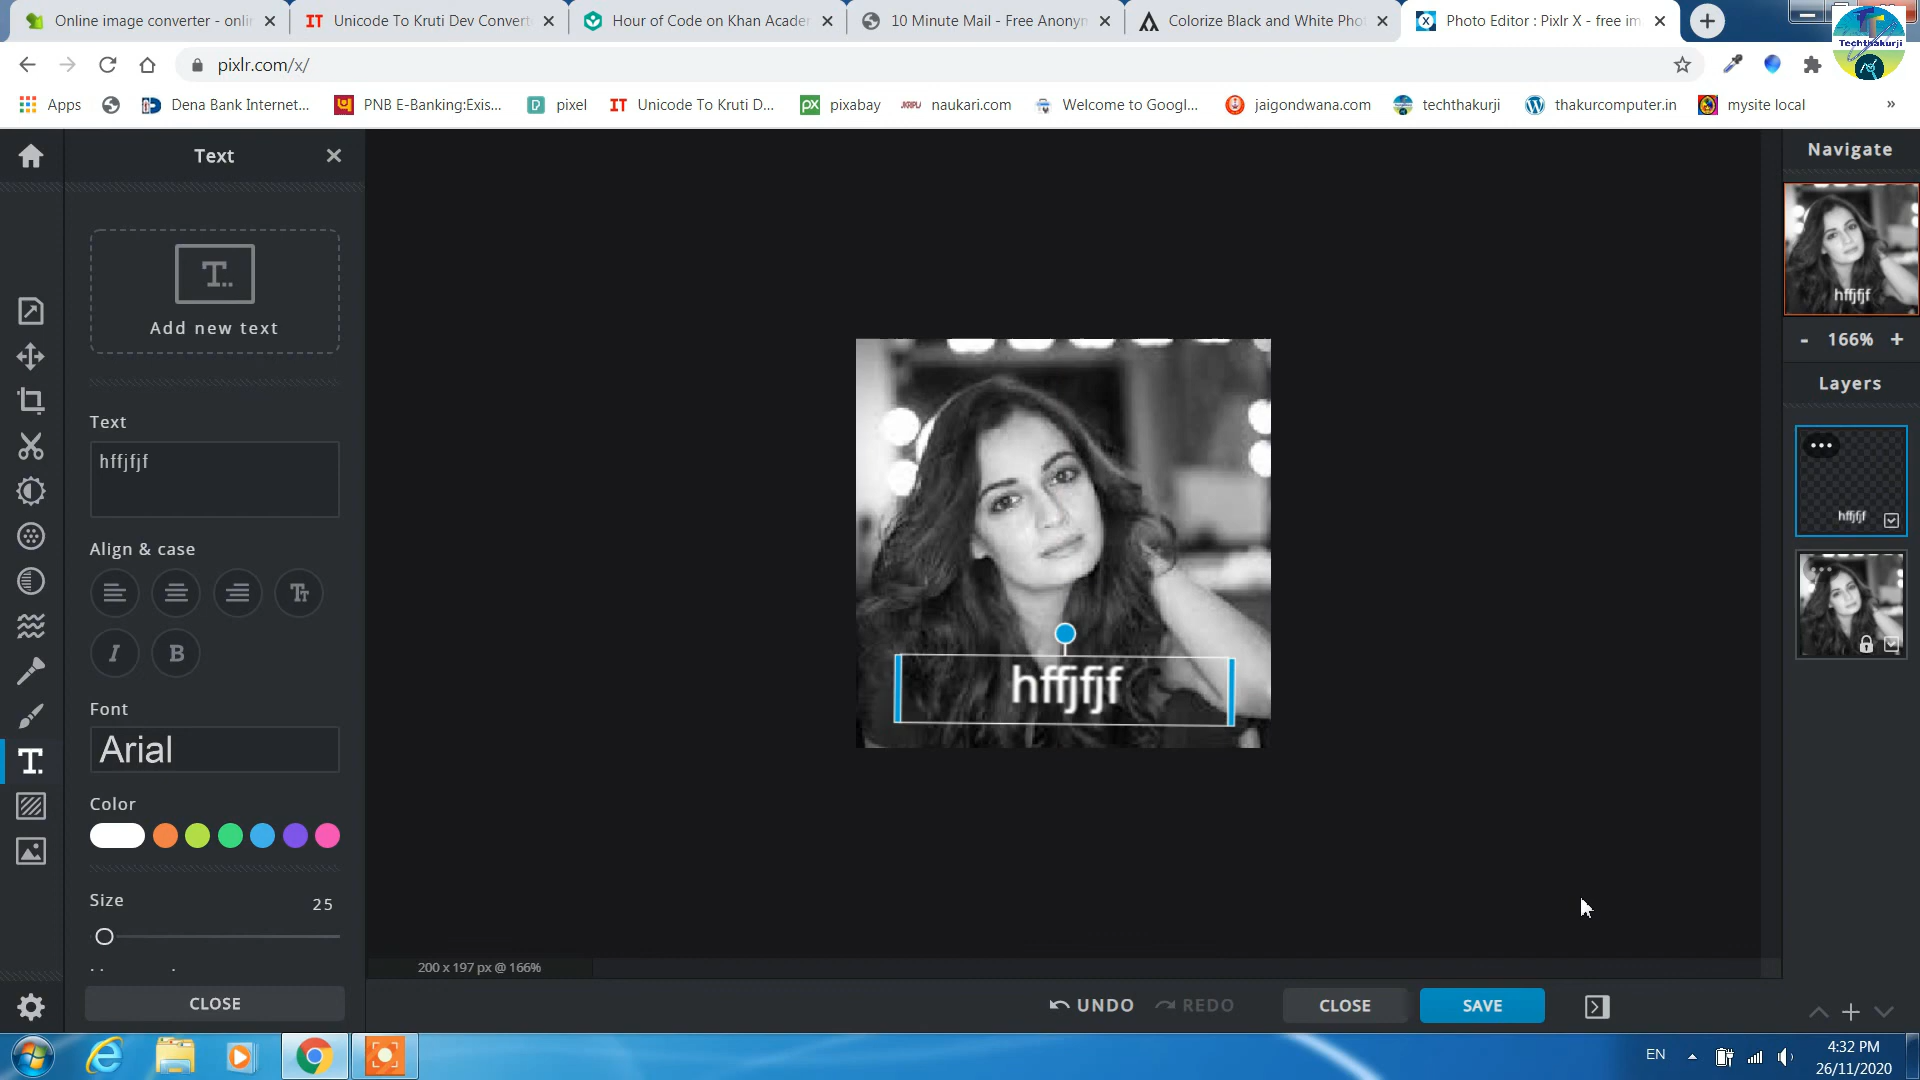 Online image converter - onlin
Unicode To Kruti Dev Convert
Hour of Code on Khan Acade
10 Minute Mail - Free Anonym
Colorize Black and White Pho
Photo Editor : Pixlr X - free im
Techthakurji
pixlr.com/x/
Apps
Dena Bank Internet...
PNB E-Banking:Exis...
pixel
Unicode To Kruti D...
pixabay
naukari.com
Welcome to Googl...
jaigondwana.com
techthakurji
thakurcomputer.in
mysite local
»
Text
Navigate
T..
Add new text
hffjfjf
- 166% +
Layers
Text
hffjfjf
hffjfjf
Align & case
I B
hffjfjf
Font
Arial
Color
Size 25
200 x 197 px @ 166%
CLOSE
UNDO
REDO
CLOSE
SAVE
EN
4:32 PM
26/11/2020